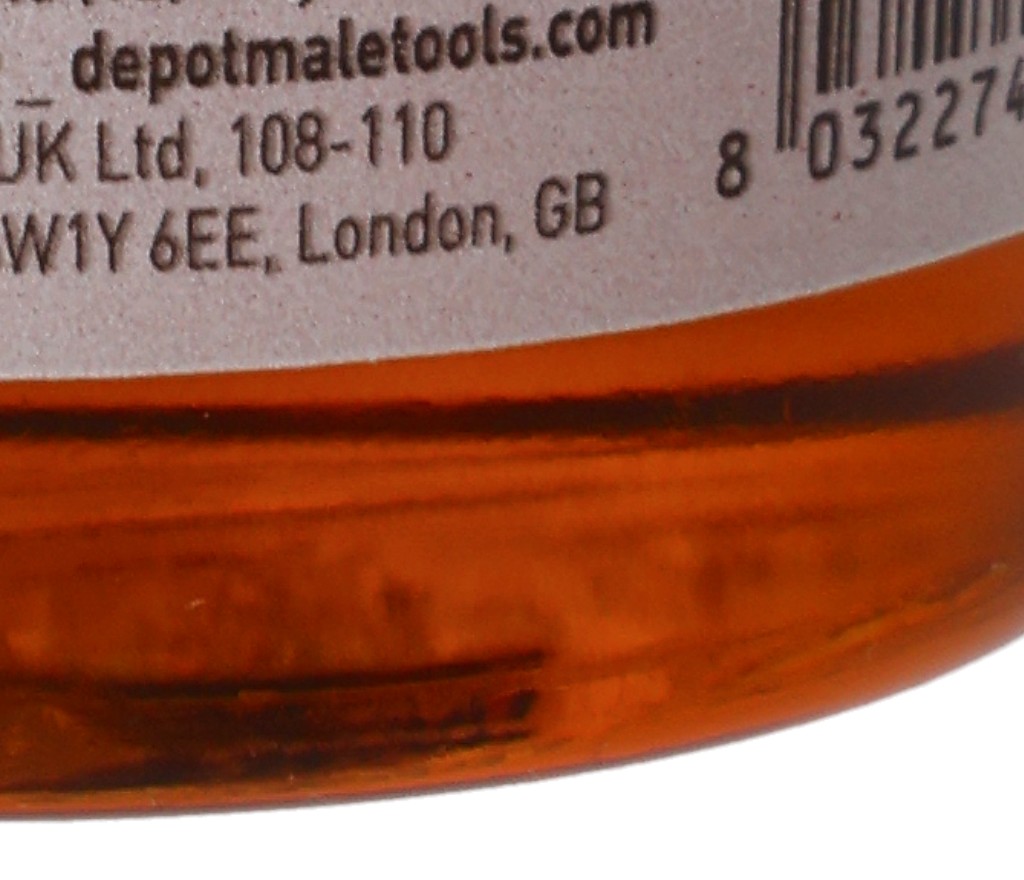 depotmaletools.com
UK Ltd, 108-110
W1Y 6EE, London, GB
8 032274